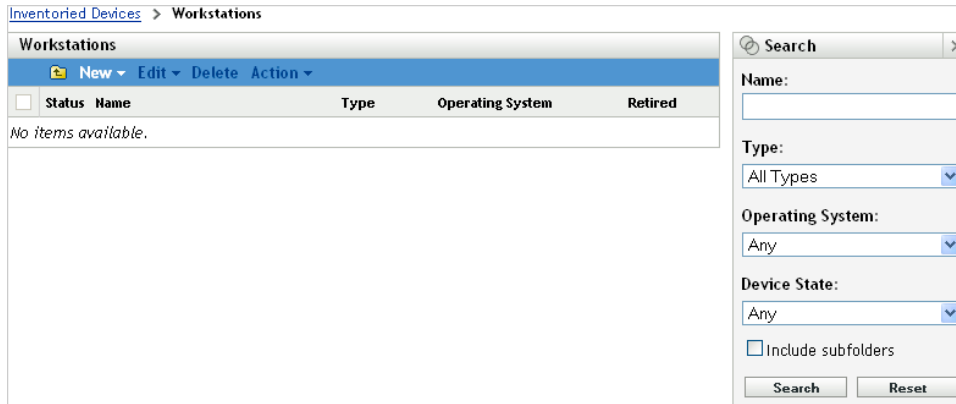 Inventoried Devices > Workstations
Workstations
New Edit Delete Action
Status Name Type Operating System Retired
No items available.
Search
Name:
Type:
All Types
Operating System:
Any
Device State:
Any
Include subfolders
Search Reset